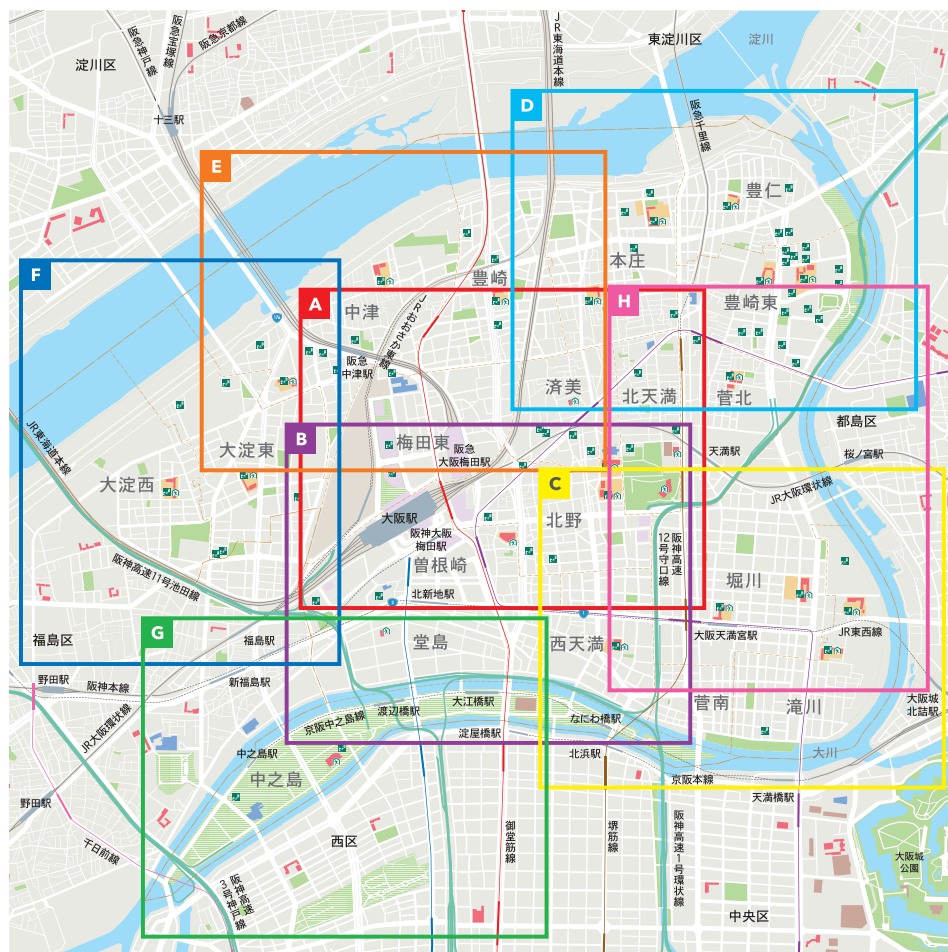 淀川区
阪急神戸線
阪急宝塚線
阪急京都線
JR東海道本線
東淀川区
淀川
十三駅
阪急千里線
D
E
豊仁
本庄
F
豊崎
A
H
中津
JRおおさか東線
豊崎東
阪急
中津駅
済美
北天満
菅北
都島区
JR東海道本線
大淀東
B
梅田東
阪急
大阪梅田駅
天満駅
桜ノ宮駅
大淀西
C
JR大阪環状線
大阪駅
北野
阪神大阪
梅田駅
阪神高速
12号守口線
阪神高速11号池田線
曽根崎
堀川
北新地駅
福島区
G
福島駅
堂島
西天満
大阪天満宮駅
JR東西線
野田駅
阪神本線
新福島駅
JR大阪環状線
京阪中之島線
渡辺橋駅
大江橋駅
なにわ橋駅
菅南
滝川
大阪城
北詰駅
淀屋橋駅
中之島駅
北浜駅
大川
中之島
京阪本線
野田駅
天満橋駅
千日前線
西区
御堂筋線
堺筋線
阪神高速1号環状線
大阪城
公園
阪神高速
3号神戸線
中央区